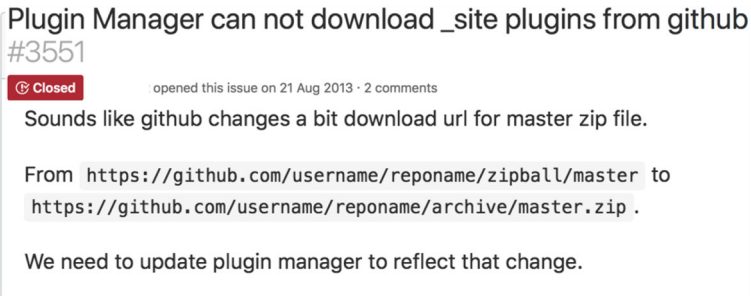 Plugin Manager can not download _site plugins from github
#3551
Closed opened this issue on 21 Aug 2013 · 2 comments
Sounds like github changes a bit download url for master zip file.
From https://github.com/username/reponame/zipball/master to
https://github.com/username/reponame/archive/master.zip .
We need to update plugin manager to reflect that change.